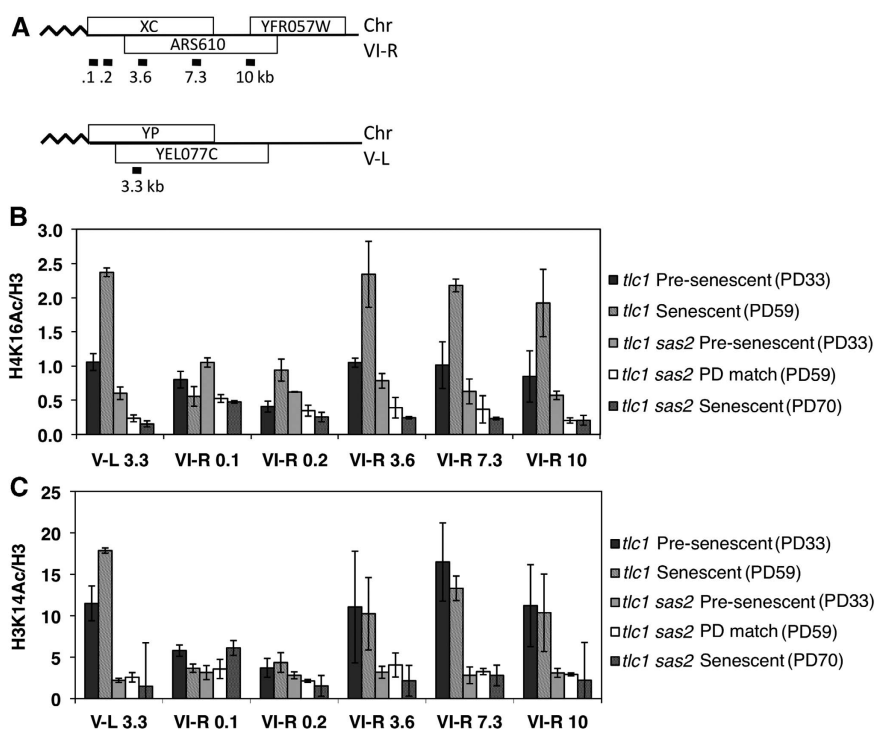 A
XC
YFR057W
Chr
VI-R
ARS610
.1 .2 3.6 7.3 10 kb
YP
Chr
V-L
YEL077C
3.3 kb
B
H4K16Ac/H3
3.0
2.5
2.0
1.5
1.0
0.5
0.0
V-L 3.3 VI-R 0.1 VI-R 0.2 VI-R 3.6 VI-R 7.3 VI-R 10
tlc1 Pre-senescent (PD33)
tlc1 Senescent (PD59)
tlc1 sas2 Pre-senescent (PD33)
tlc1 sas2 PD match (PD59)
tlc1 sas2 Senescent (PD70)
C
H3K14Ac/H3
25
20
15
10
5
0
V-L 3.3 VI-R 0.1 VI-R 0.2 VI-R 3.6 VI-R 7.3 VI-R 10
tlc1 Pre-senescent (PD33)
tlc1 Senescent (PD59)
tlc1 sas2 Pre-senescent (PD33)
tlc1 sas2 PD match (PD59)
tlc1 sas2 Senescent (PD70)